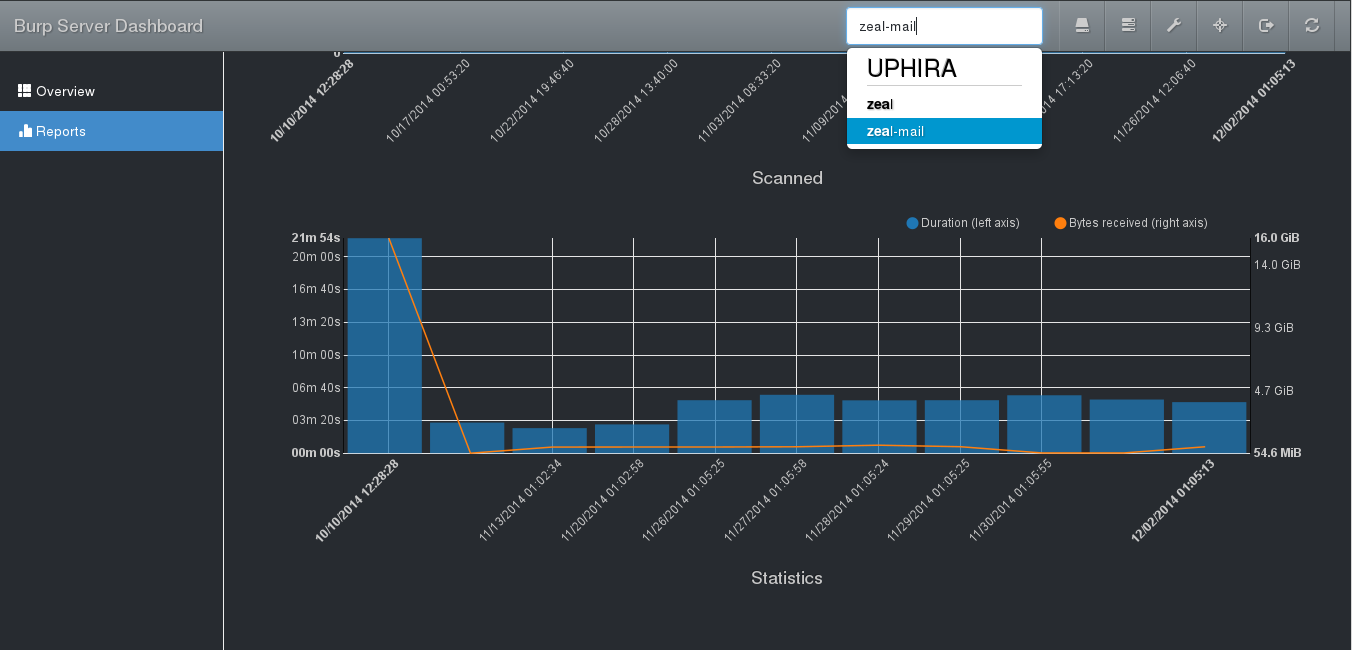 Burp Server Dashboard
zeal-mail
UPHIRA
zeal
zeal-mail
Overview
Reports
0
10/10/2014 12:28:28
10/17/2014 00:53:20
10/22/2014 19:46:40
10/28/2014 13:40:00
11/03/2014 08:33:20
11/09/2014
17:13:20
11/26/2014 12:06:40
12/02/2014 01:05:13
Scanned
Duration (left axis)
Bytes received (right axis)
21m 54s
20m 00s
16m 40s
13m 20s
10m 00s
06m 40s
03m 20s
00m 00s
16.0 GiB
14.0 GiB
9.3 GiB
4.7 GiB
54.6 MiB
10/10/2014 12:28:28
11/13/2014 01:02:34
11/20/2014 01:02:58
11/26/2014 01:05:25
11/27/2014 01:05:58
11/28/2014 01:05:24
11/29/2014 01:05:25
11/30/2014 01:05:55
12/02/2014 01:05:13
Statistics